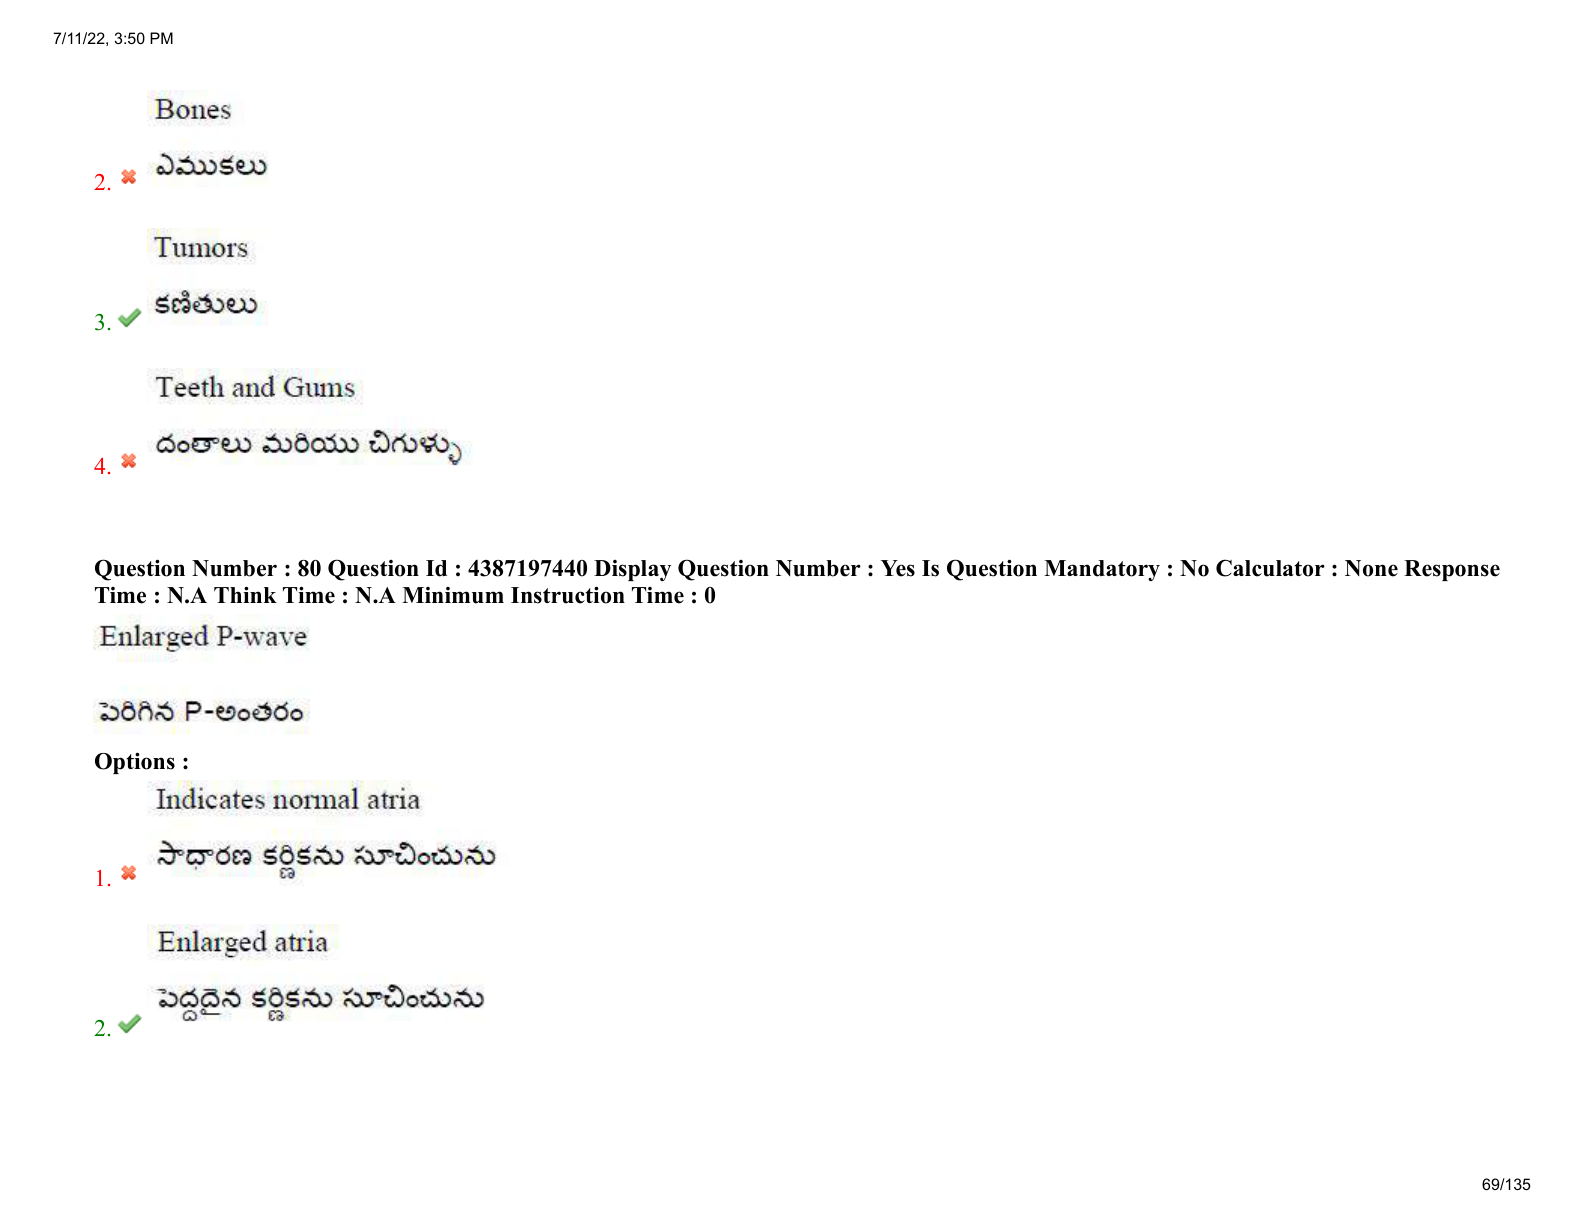 7/11/22, 3:50 PM
Bones
ఎముకలు
2.
Tumors
కణితులు
3.
Teeth and Gums
దంతాలు మరియు చిగుళ్ళు
4.
Question Number : 80 Question Id : 4387197440 Display Question Number : Yes Is Question Mandatory : No Calculator : None Response
Time : N.A Think Time : N.A Minimum Instruction Time : 0
Enlarged P-wave
పెరిగిన P-అంతరం
Options :
Indicates normal atria
సాధారణ కర్ణికను సూచించును
1.
Enlarged atria
పెద్దదైన కర్ణికను సూచించును
2.
69/135